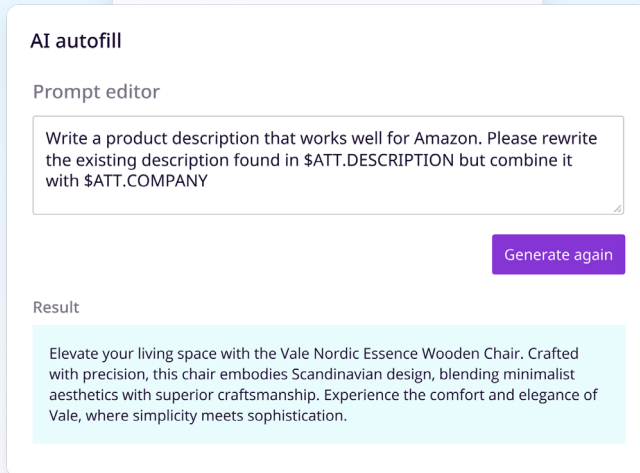 AI autofill
Prompt editor
Write a product description that works well for Amazon. Please rewrite
the existing description found in $ATT.DESCRIPTION but combine it
with $ATT.COMPANY
Generate again
Result
Elevate your living space with the Vale Nordic Essence Wooden Chair. Crafted
with precision, this chair embodies Scandinavian design, blending minimalist
aesthetics with superior craftsmanship. Experience the comfort and elegance of
Vale, where simplicity meets sophistication.